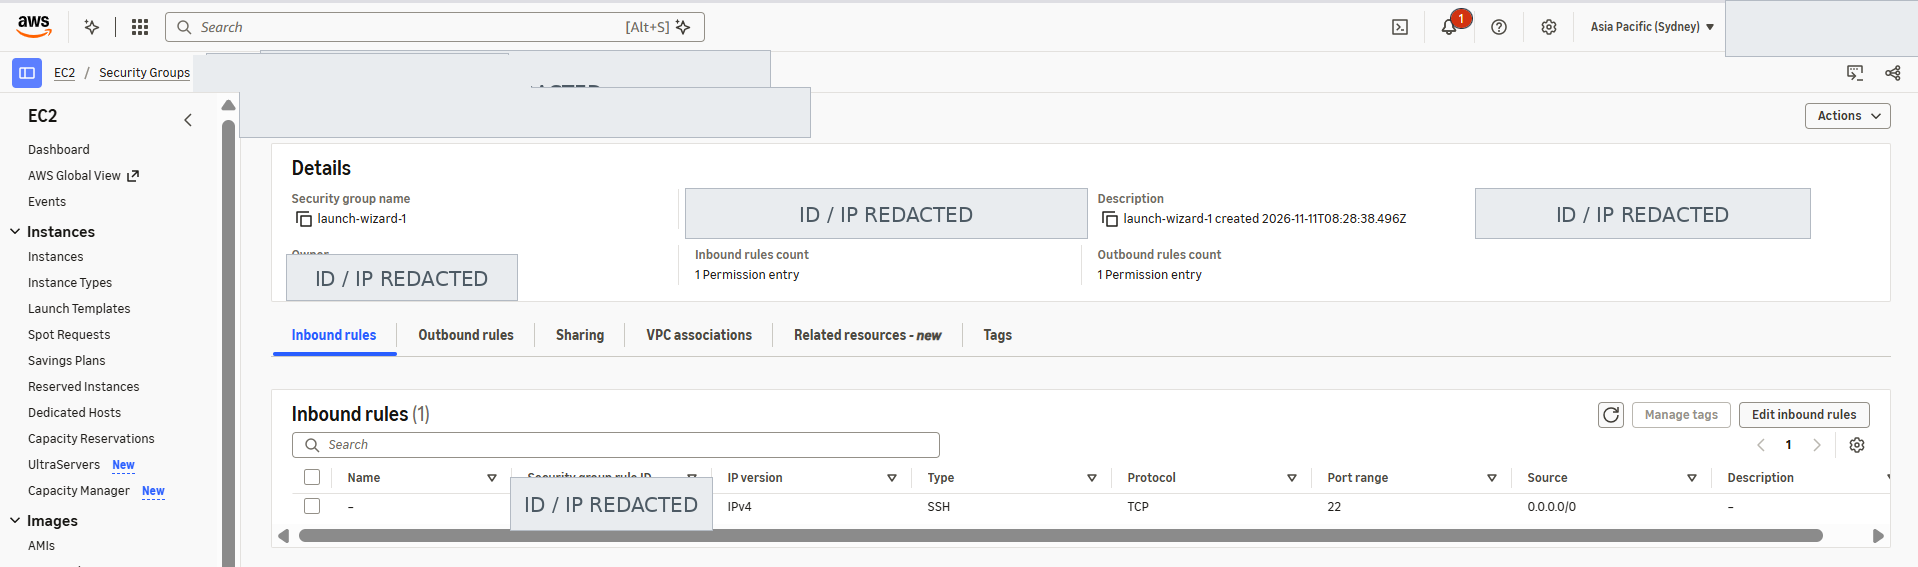 aws
Search [Alt+S] 1 Asia Pacific (Sydney)
EC2 / Security Groups
EC2
Actions
Dashboard
AWS Global View
Events
Instances
Instances
Instance Types
Launch Templates
Spot Requests
Savings Plans
Reserved Instances
Dedicated Hosts
Capacity Reservations
UltraServers New
Capacity Manager New
Images
AMIs
Details
Security group name
launch-wizard-1
ID / IP REDACTED
Description
launch-wizard-1 created 2026-11-11T08:28:38.496Z
ID / IP REDACTED
Owner
ID / IP REDACTED
Inbound rules count
1 Permission entry
Outbound rules count
1 Permission entry
Inbound rules Outbound rules Sharing VPC associations Related resources - new Tags
Inbound rules (1)
Manage tags Edit inbound rules
Search
1
Name Security group rule ID IP version Type Protocol Port range Source Description
– ID / IP REDACTED IPv4 SSH TCP 22 0.0.0.0/0 –